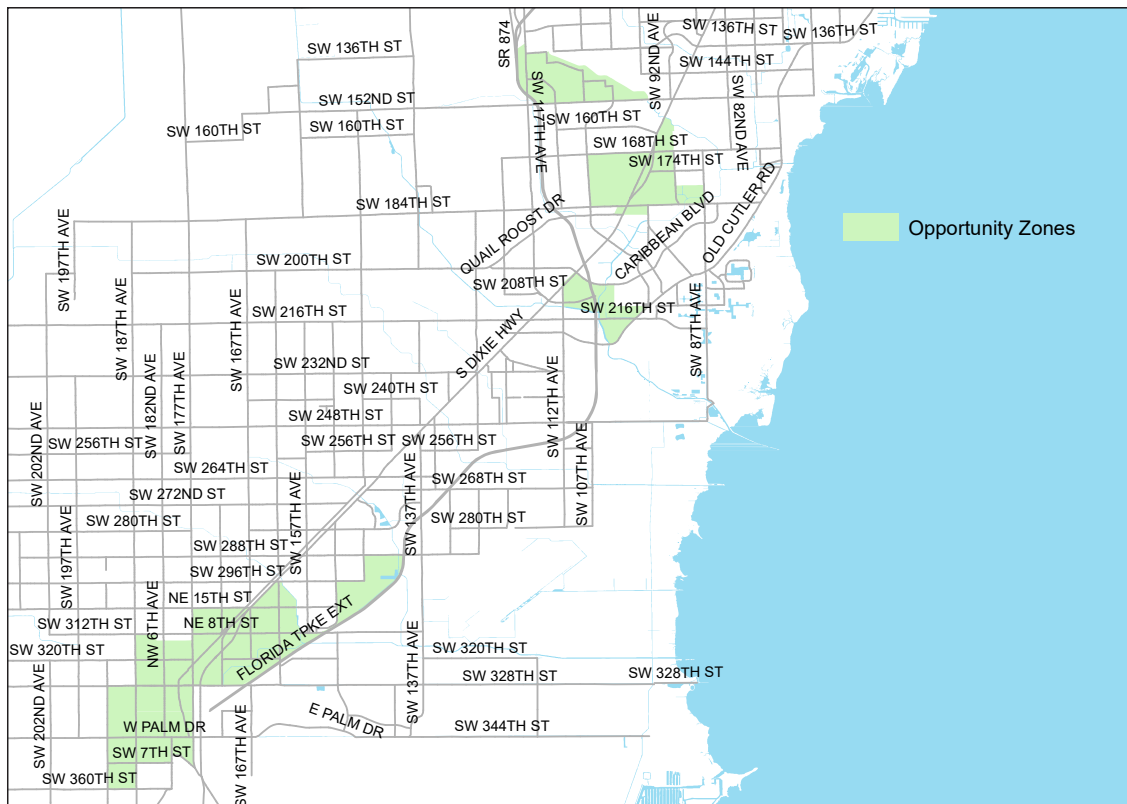 SW 136TH ST
SW 136TH ST
SW 136TH ST
SR 874
SW 92ND AVE
SW 144TH ST
SW 82ND AVE
SW 152ND ST
SW 117TH AVE
SW 160TH ST
SW 160TH ST
SW 160TH ST
SW 168TH ST
SW 174TH ST
SW 184TH ST
SW 197TH AVE
QUAIL ROOST DR
CARIBBEAN BLVD
OLD CUTLER RD
Opportunity Zones
SW 200TH ST
SW 208TH ST
SW 187TH AVE
SW 167TH AVE
SW 216TH ST
SW 216TH ST
SW 87TH AVE
S DIXIE HWY
SW 232ND ST
SW 182ND AVE
SW 177TH AVE
SW 240TH ST
SW 112TH AVE
SW 202ND AVE
SW 248TH ST
SW 256TH ST
SW 256TH ST
SW 256TH ST
SW 264TH ST
SW 268TH ST
SW 107TH AVE
SW 272ND ST
SW 157TH AVE
SW 137TH AVE
SW 280TH ST
SW 280TH ST
SW 197TH AVE
SW 288TH ST
SW 296TH ST
NE 15TH ST
NW 6TH AVE
SW 312TH ST
NE 8TH ST
FLORIDA TPKE EXT
SW 320TH ST
SW 320TH ST
SW 137TH AVE
SW 328TH ST
SW 328TH ST
SW 202ND AVE
E PALM DR
W PALM DR
SW 344TH ST
SW 7TH ST
SW 167TH AVE
SW 360TH ST